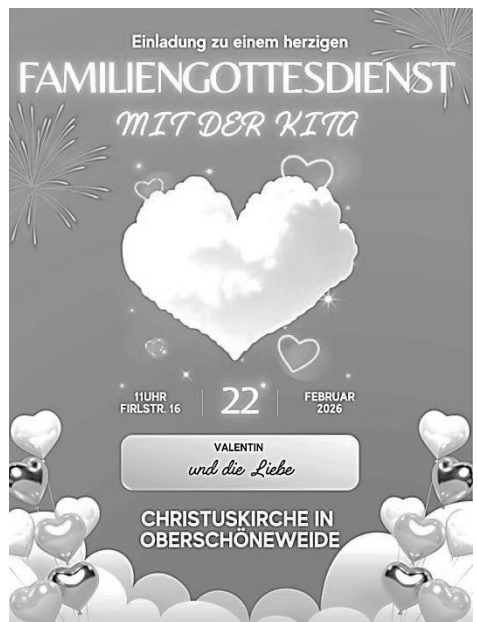 Einladung zu einem herzigen
FAMILIENGOTTESDIENST
MIT DER KITA
11UHR
FIRLSTR. 16
22
FEBRUAR
2026
VALENTIN
und die Liebe
CHRISTUSKIRCHE IN
OBERSCHÖNEWEIDE